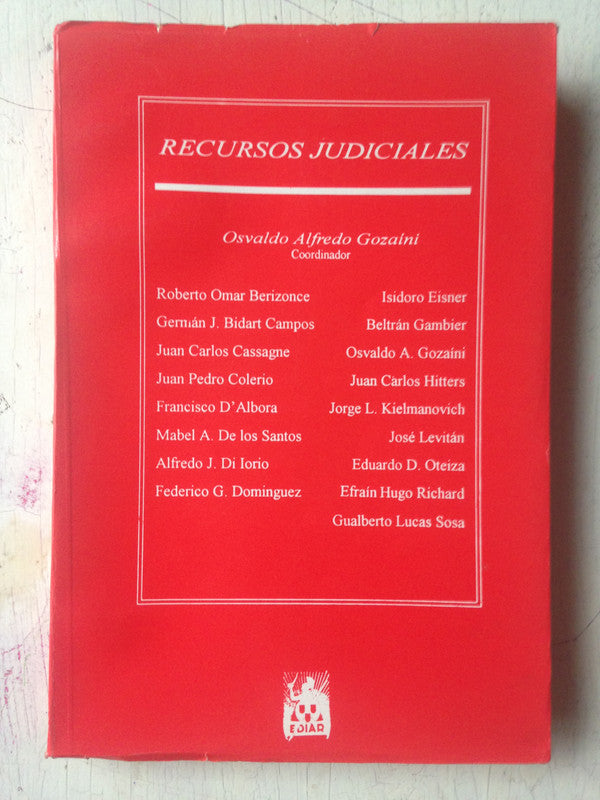 RECURSOS JUDICIALES
Osvaldo Alfredo Gozaíni
Coordinador
Roberto Omar Berizonce
Germán J. Bidart Campos
Juan Carlos Cassagne
Juan Pedro Colerio
Francisco D'Albora
Mabel A. De los Santos
Alfredo J. Di Iorio
Federico G. Dominguez
Isidoro Eisner
Beltrán Gambier
Osvaldo A. Gozaíni
Juan Carlos Hitters
Jorge L. Kielmanovich
José Levitán
Eduardo D. Oteiza
Efraín Hugo Richard
Gualberto Lucas Sosa
EDIAR